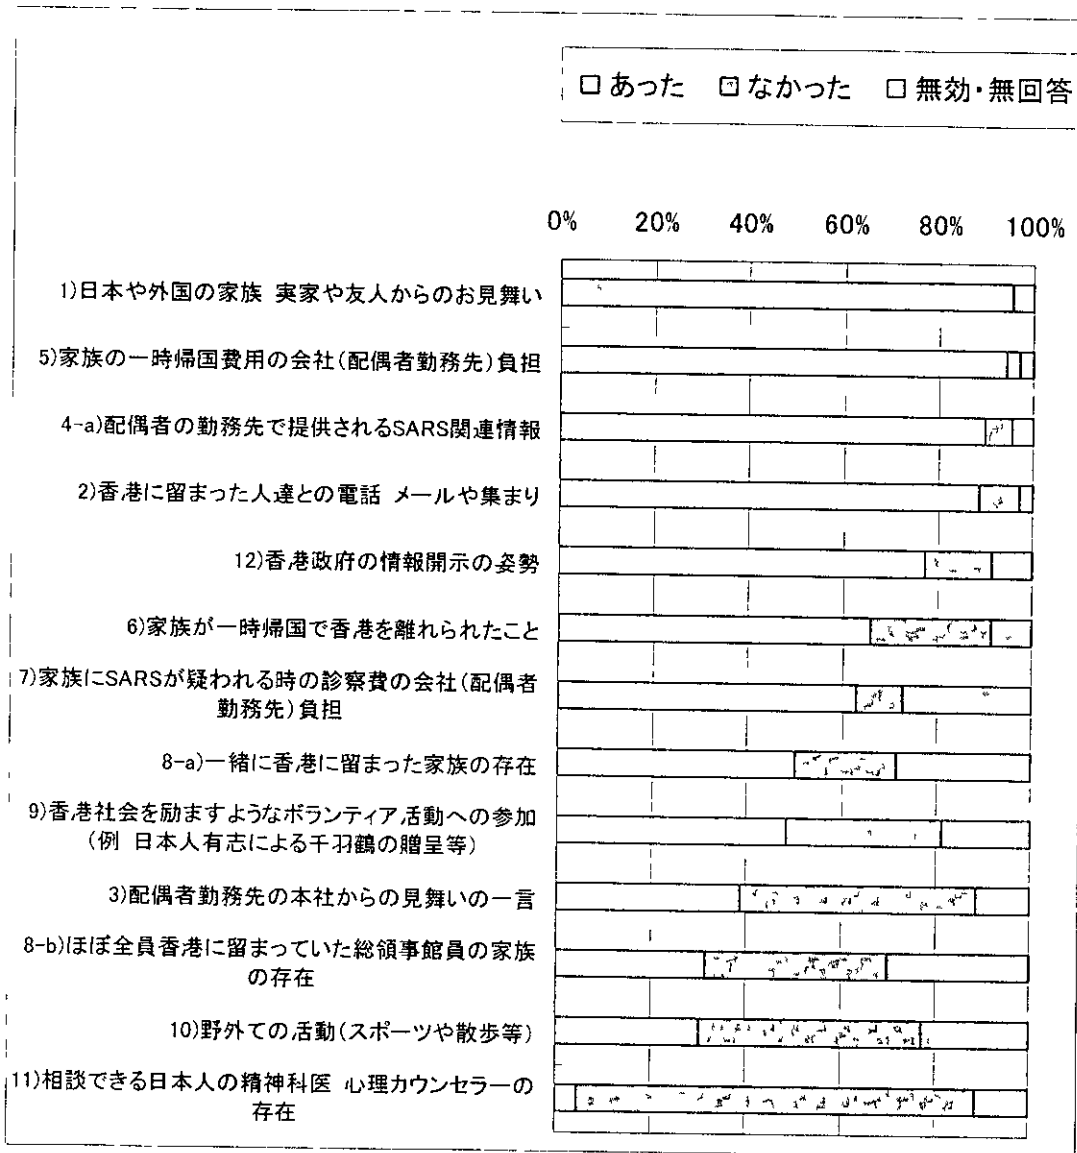 □あった □なかった □無効・無回答
0% 20% 40% 60% 80% 100%
1)日本や外国の家族 実家や友人からのお見舞い
5)家族の一時帰国費用の会社(配偶者勤務先)負担
4-a)配偶者の勤務先で提供されるSARS関連情報
2)香港に留まった人達との電話 メールや集まり
12)香港政府の情報開示の姿勢
6)家族が一時帰国で香港を離れられたこと
7)家族にSARSが疑われる時の診察費の会社(配偶者
勤務先)負担
8-a)一緒に香港に留まった家族の存在
9)香港社会を励ますようなボランティア活動への参加
(例 日本人有志による千羽鶴の贈呈等)
3)配偶者勤務先の本社からの見舞いの一言
8-b)ほぼ全員香港に留まっていた総領事館員の家族
の存在
10)野外ての活動(スポーツや散歩等)
11)相談できる日本人の精神科医 心理カウンセラーの
存在